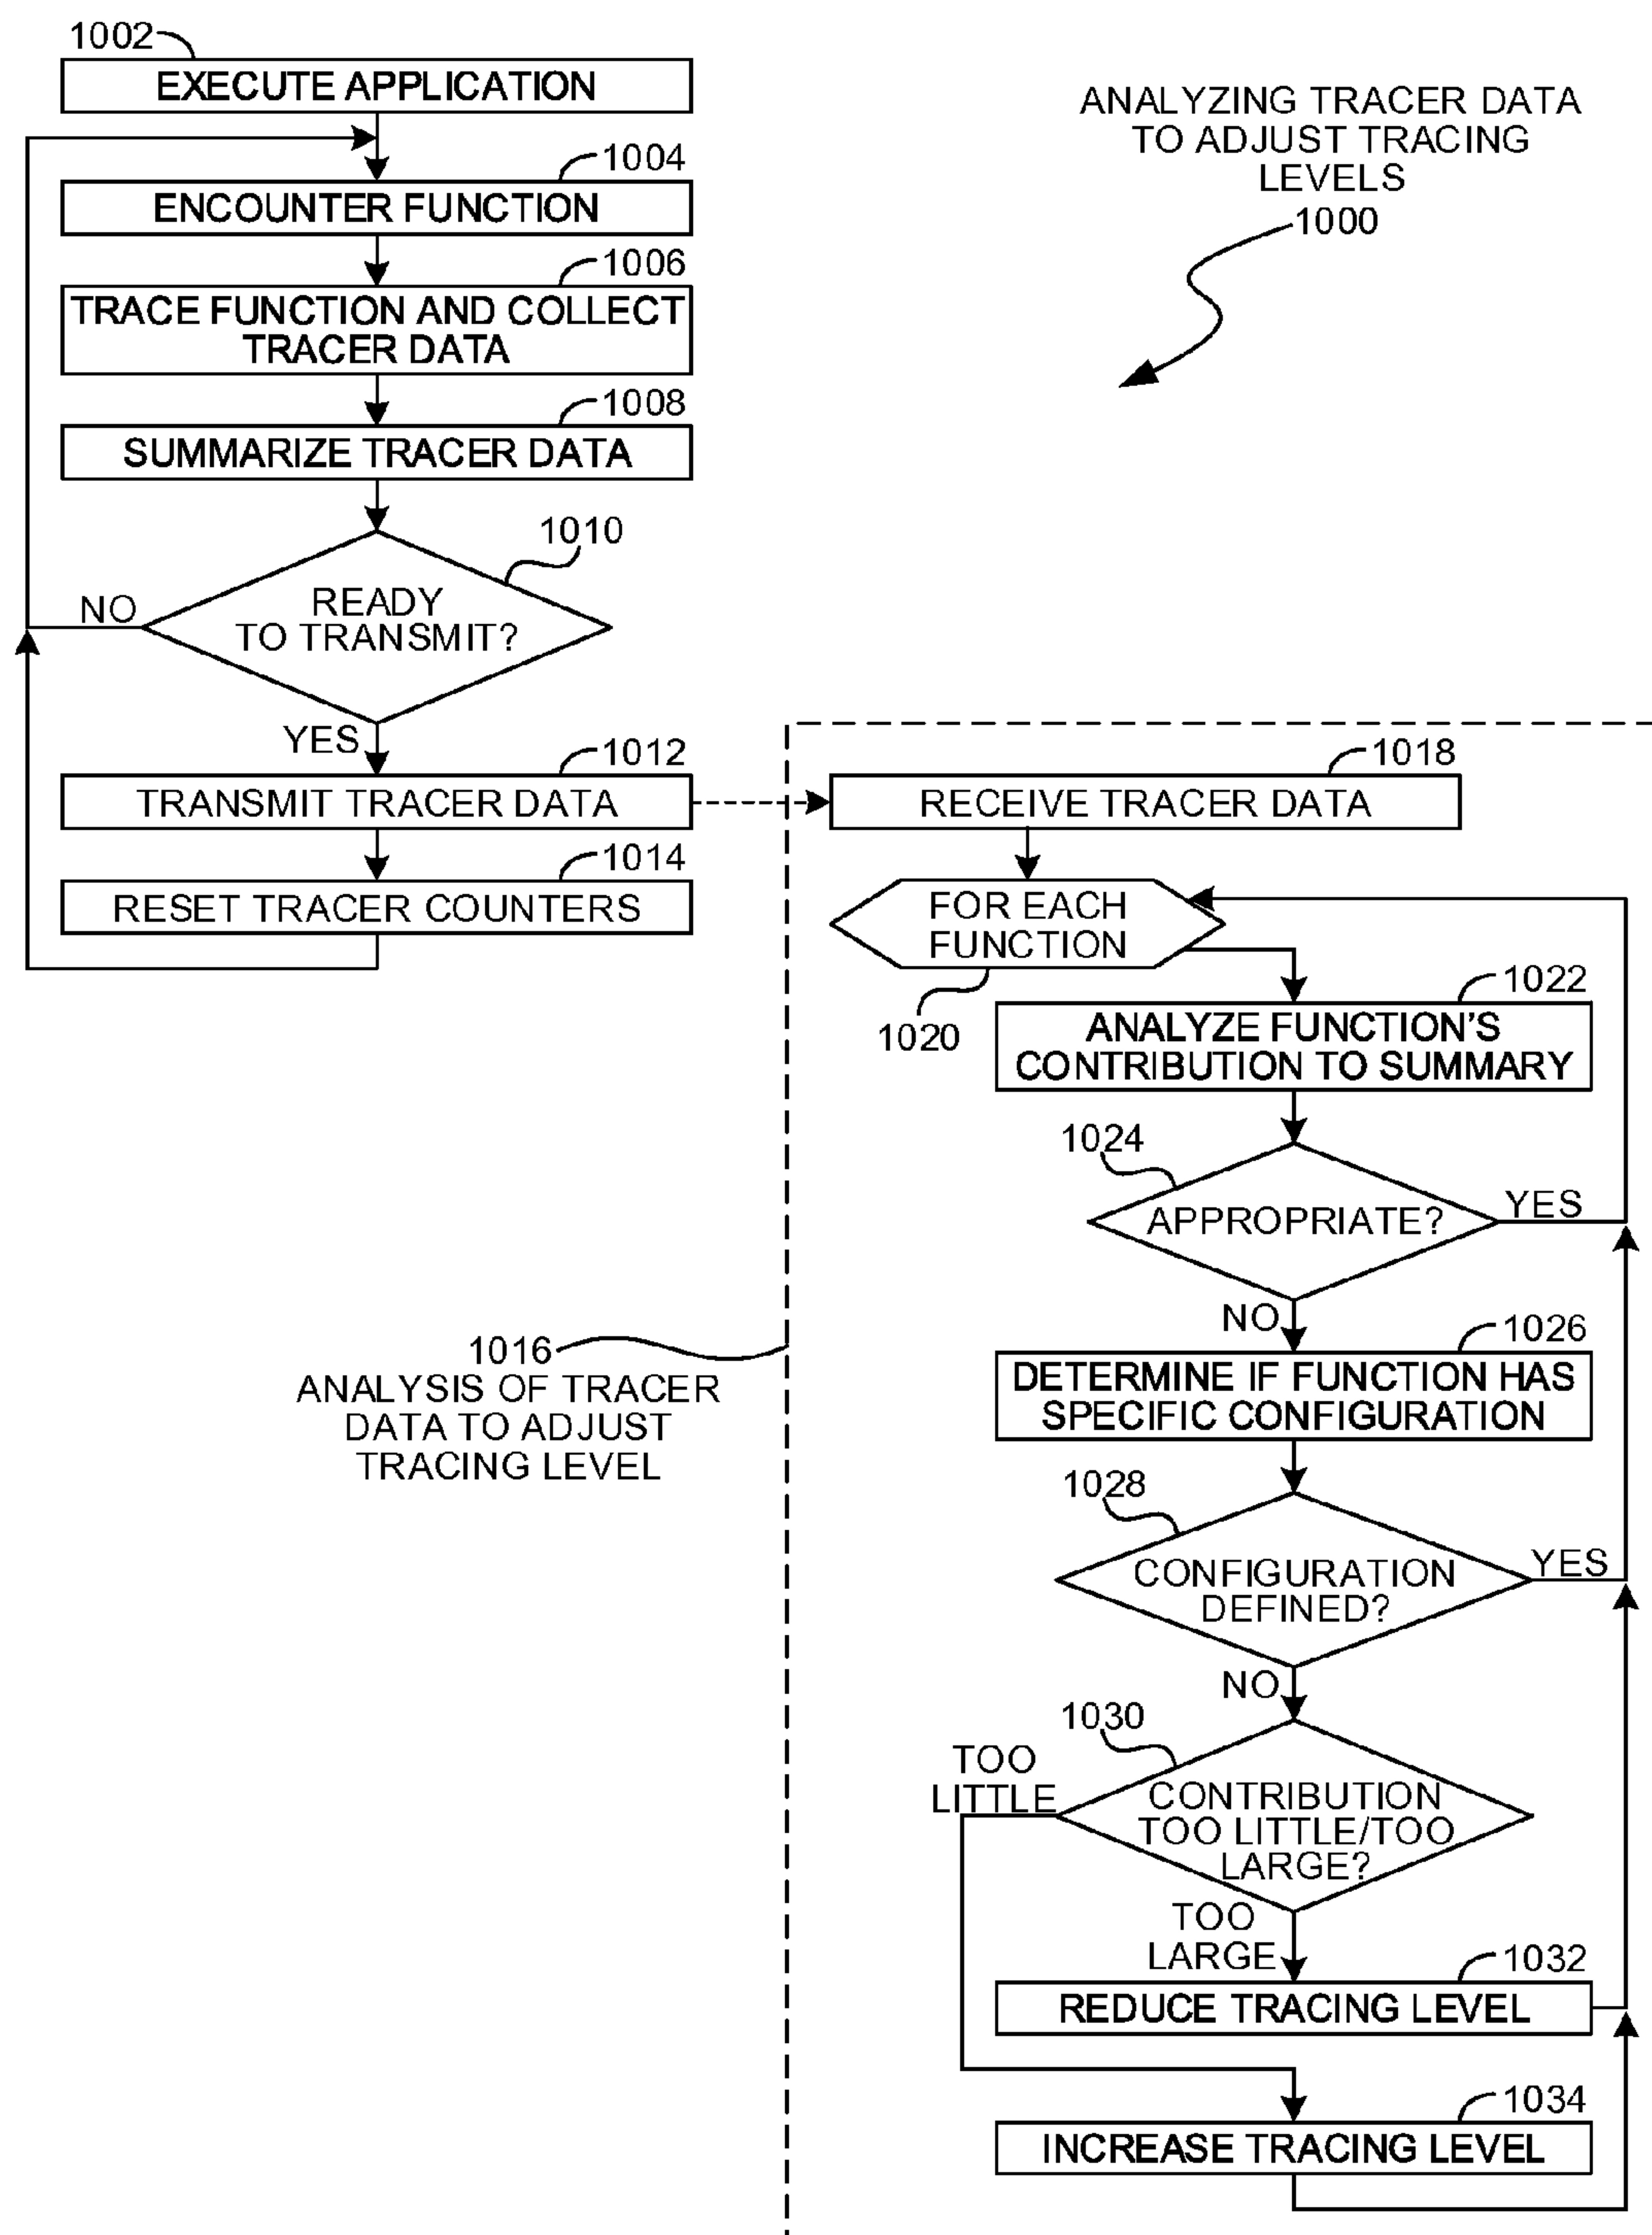 1002
EXECUTE APPLICATION
ANALYZING TRACER DATA
TO ADJUST TRACING
LEVELS
1000
1004
ENCOUNTER FUNCTION
1006
TRACE FUNCTION AND COLLECT
TRACER DATA
1008
SUMMARIZE TRACER DATA
1010
READY
TO TRANSMIT?
NO
YES
1012
TRANSMIT TRACER DATA
1014
RESET TRACER COUNTERS
1016
ANALYSIS OF TRACER
DATA TO ADJUST
TRACING LEVEL
1018
RECEIVE TRACER DATA
FOR EACH
FUNCTION
1020
1022
ANALYZE FUNCTION'S
CONTRIBUTION TO SUMMARY
1024
APPROPRIATE?
YES
NO
1026
DETERMINE IF FUNCTION HAS
SPECIFIC CONFIGURATION
1028
CONFIGURATION
DEFINED?
YES
NO
1030
TOO
LITTLE
CONTRIBUTION
TOO LITTLE/TOO
LARGE?
TOO
LARGE
1032
REDUCE TRACING LEVEL
1034
INCREASE TRACING LEVEL